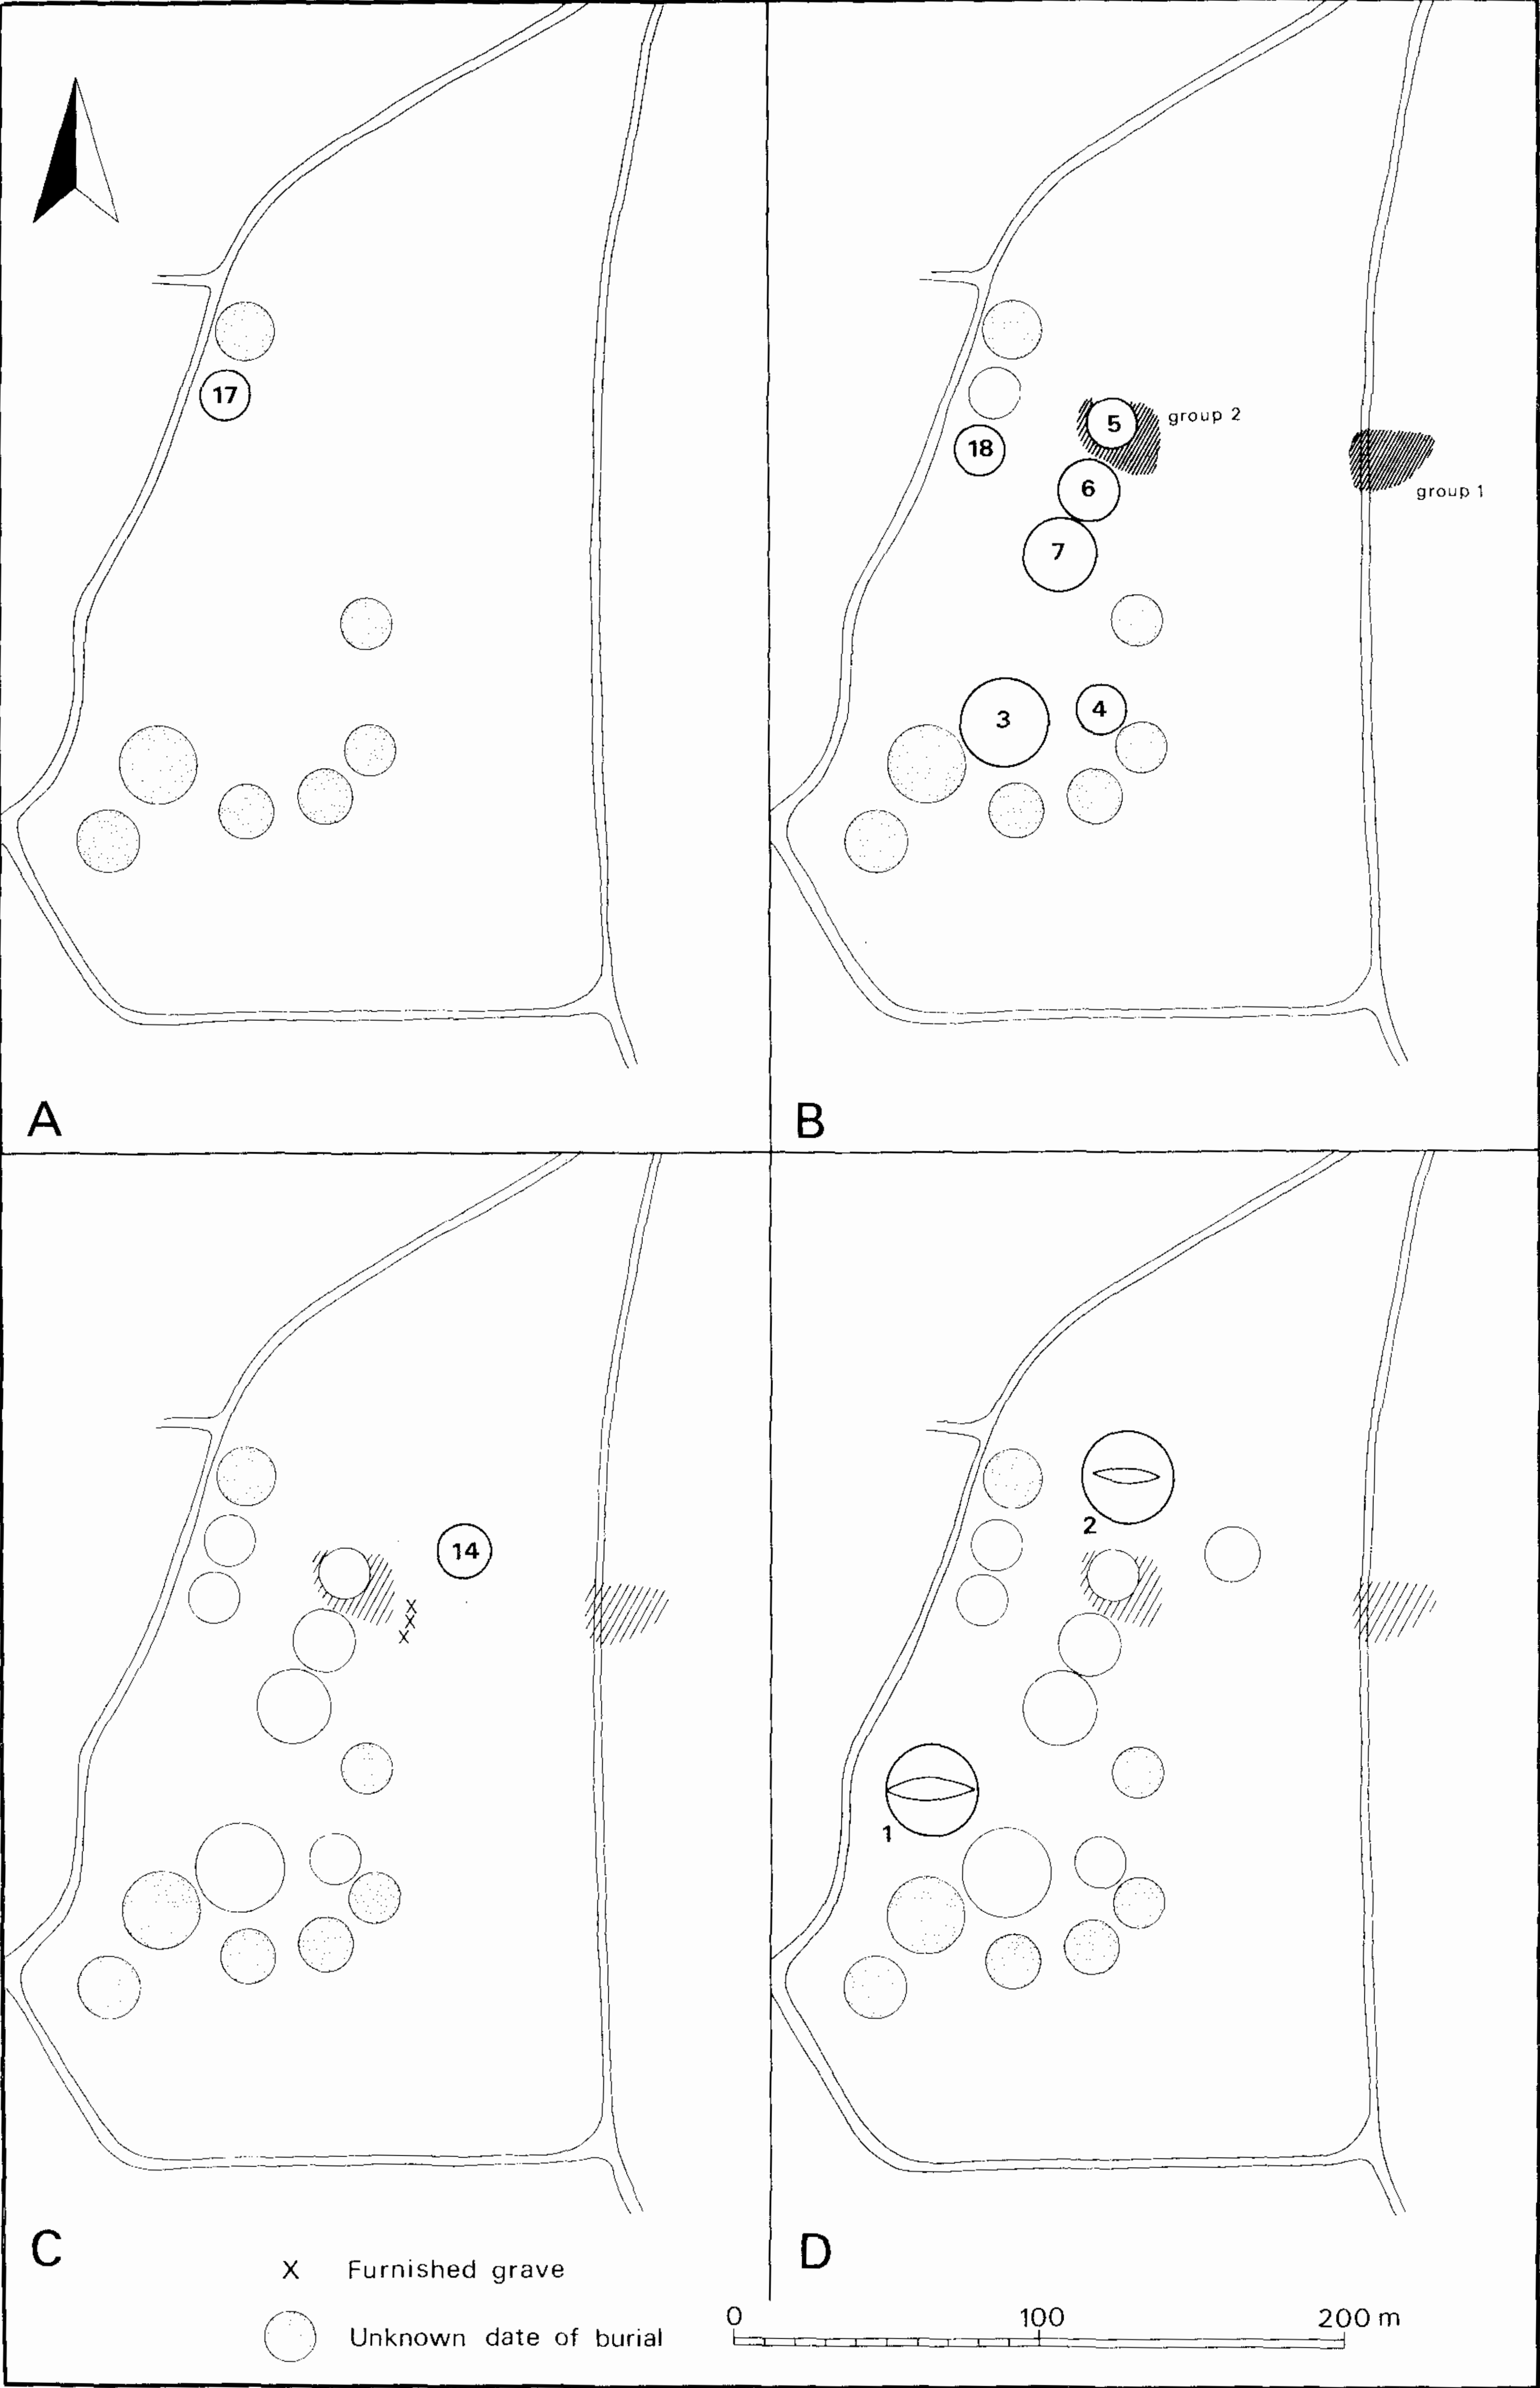 17
5
group 2
18
6
group 1
7
3
4
A
B
14
2
1
C
D
X Furnished grave
Unknown date of burial
0 100 200 m
X
X
X